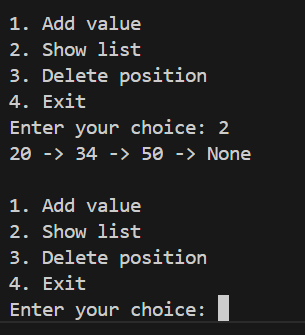 1. Add value
2. Show list
3. Delete position
4. Exit
Enter your choice: 2
20 -> 34 -> 50 -> None
1. Add value
2. Show list
3. Delete position
4. Exit
Enter your choice: